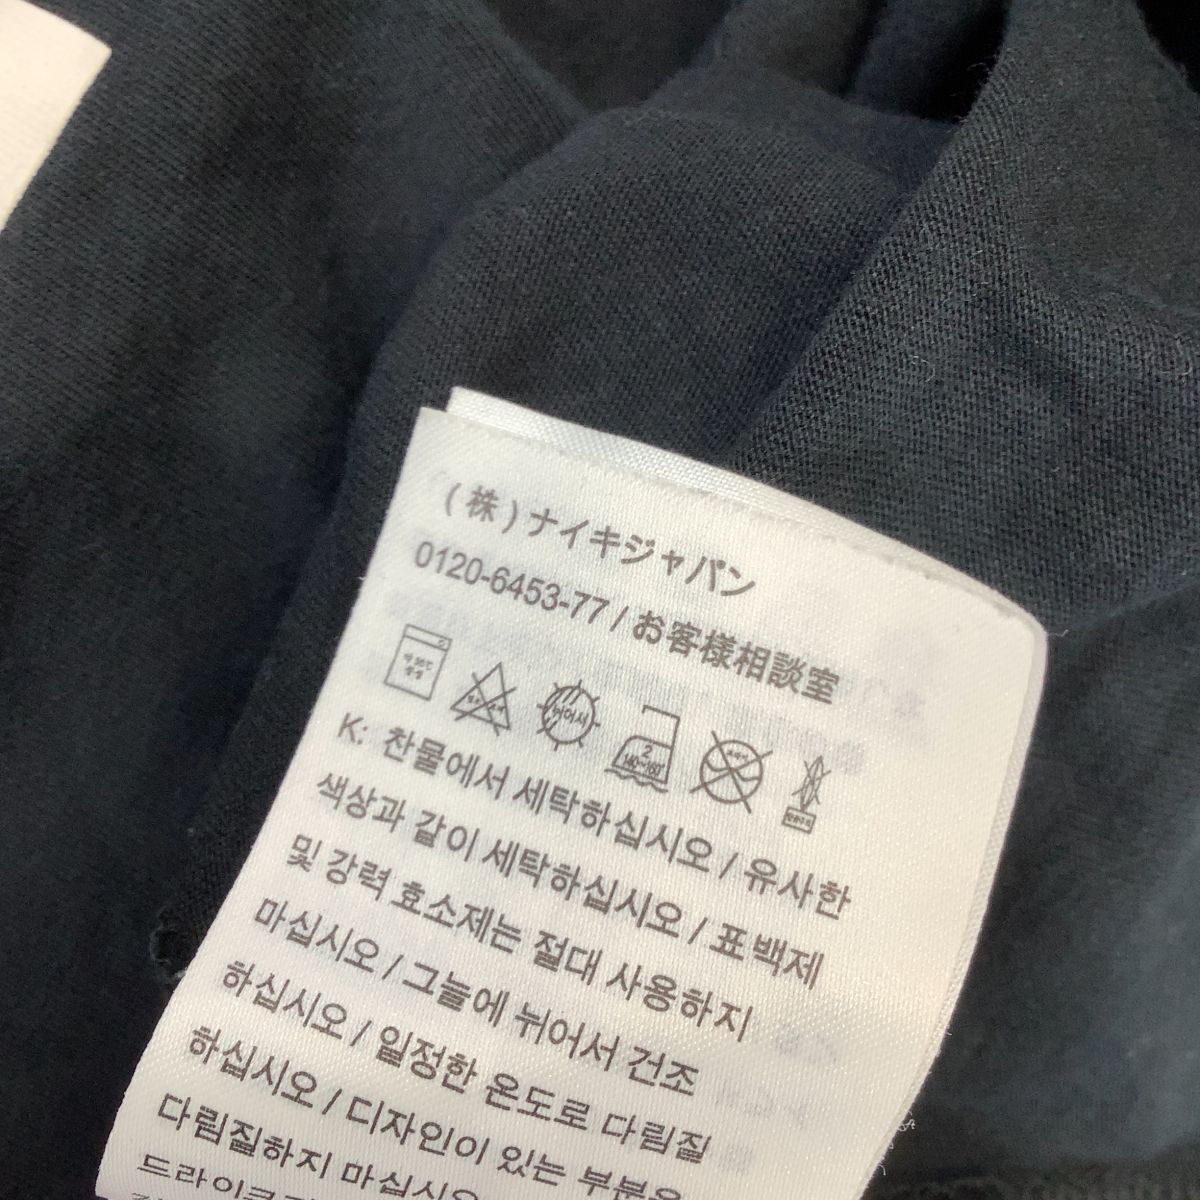 (株)ナイキジャパン
0120-6453-77 / お客様相談室
2
K: 찬물에서 세탁하십시오 / 유사한
색상과 같이 세탁하십시오 / 표백제
및 강력 효소제는 절대 사용하지
마십시오 / 그늘에 뉘어서 건조
하십시오 / 일정한 온도로 다림질
하십시오 / 디자인이 있는 부분은
다림질하지 마십시오